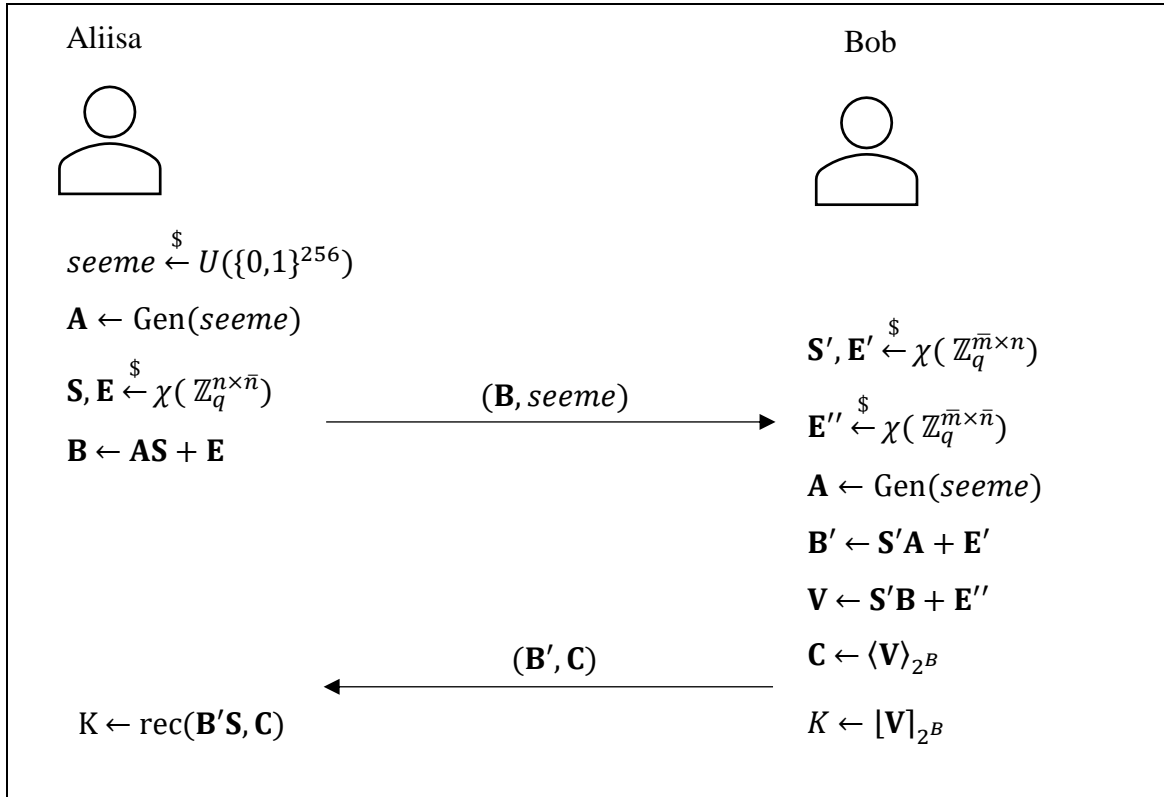 Aliisa
Bob
seeme $← U({0,1}²⁵⁶)
𝐀 ← Gen(seeme)
𝐒, 𝐄 $← χ( ℤ_q^{n×n̄})
𝐁 ← 𝐀𝐒 + 𝐄
(𝐁, seeme)
𝐒′, 𝐄′ $← χ( ℤ_q^{m̄×n})
𝐄′′ $← χ( ℤ_q^{m̄×n̄})
𝐀 ← Gen(seeme)
𝐁′ ← 𝐒′𝐀 + 𝐄′
𝐕 ← 𝐒′𝐁 + 𝐄′′
𝐂 ← ⟨𝐕⟩_{2^B}
(𝐁′, 𝐂)
K ← rec(𝐁′𝐒, 𝐂)
K ← ⌊𝐕⌉_{2^B}